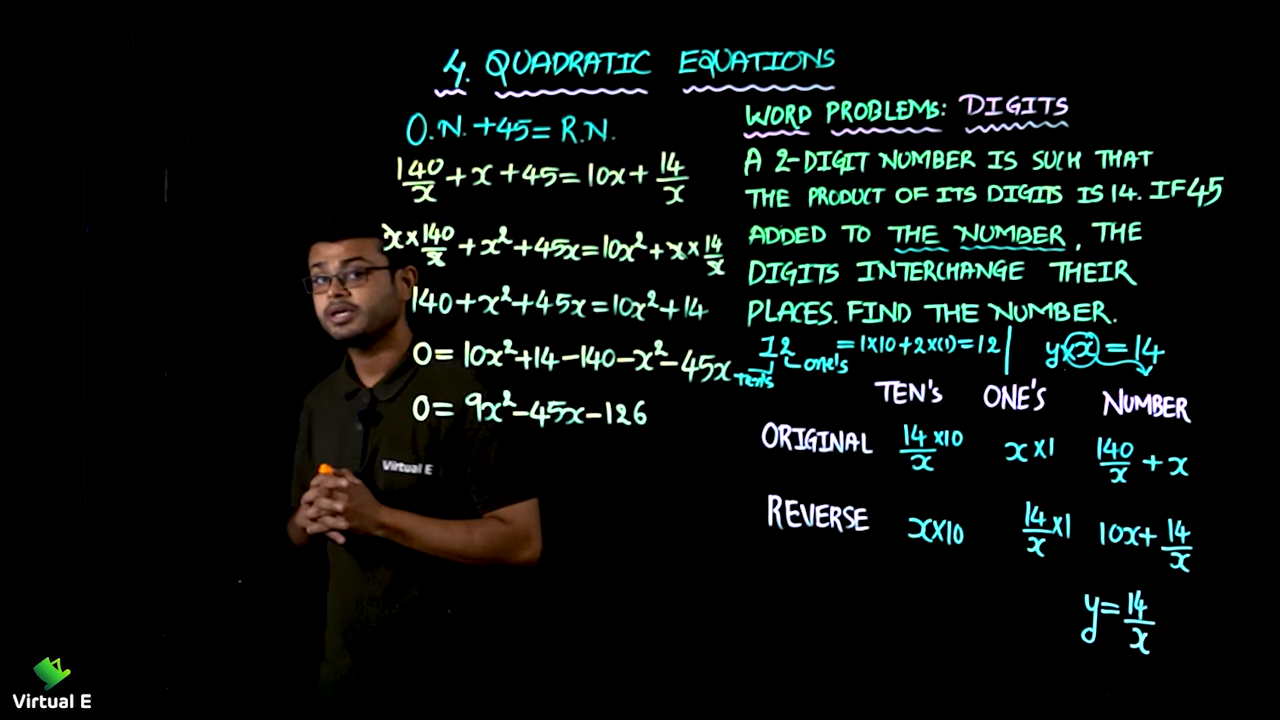 4. QUADRATIC EQUATIONS
O.N. +45 = R.N.
140/x + x + 45 = 10x + 14/x
x × 140/x + x² + 45x = 10x² + x × 14/x
140 + x² + 45x = 10x² + 14
0 = 10x² + 14 - 140 - x² - 45x
0 = 9x² - 45x - 126
WORD PROBLEMS: DIGITS
A 2-DIGIT NUMBER IS SUCH THAT
THE PRODUCT OF ITS DIGITS IS 14. IF 45
ADDED TO THE NUMBER, THE
DIGITS INTERCHANGE THEIR
PLACES. FIND THE NUMBER.
12 = 1×10+2×(1)=12
one's
ten's
y×x = 14
TEN's ONE'S NUMBER
ORIGINAL 14/x ×10 x×1 140/x + x
REVERSE x×10 14/x ×1 10x + 14/x
y = 14/x
Virtual E
Virtual E